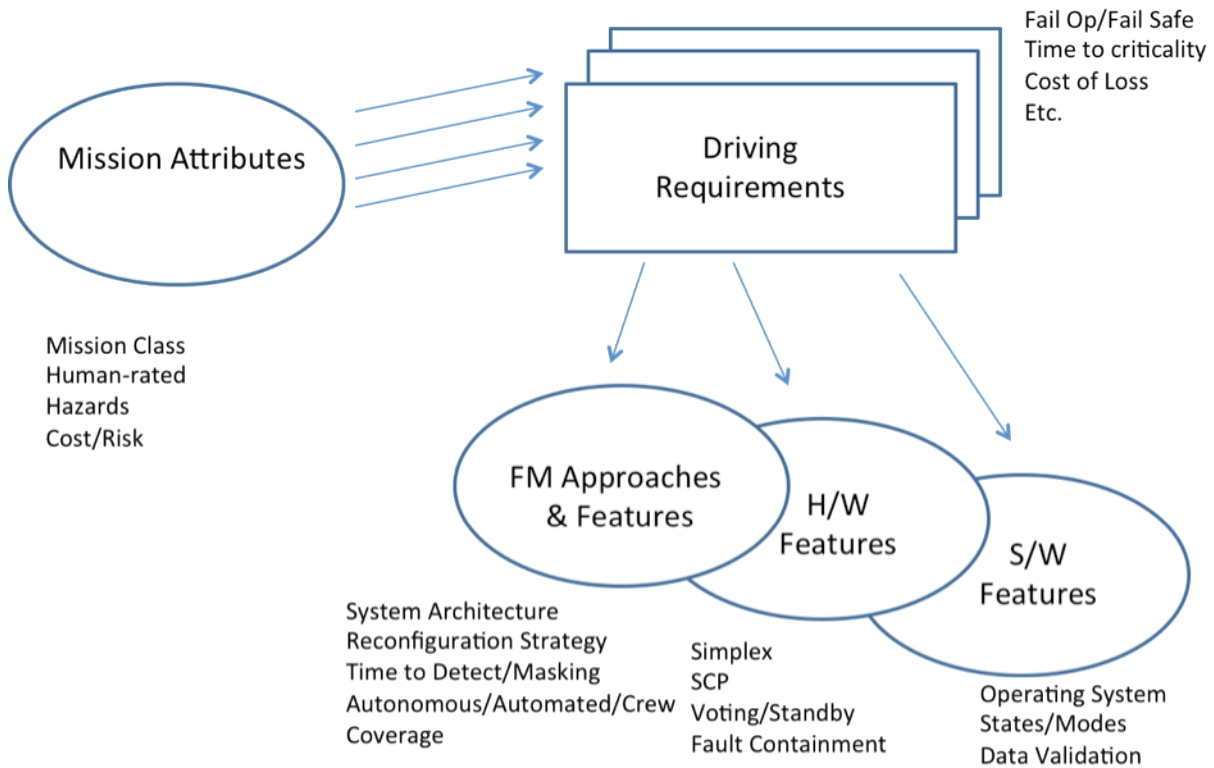 Fail Op/Fail Safe
Time to criticality
Cost of Loss
Etc.
Mission Attributes
Driving
Requirements
Mission Class
Human-rated
Hazards
Cost/Risk
FM Approaches
& Features
H/W
Features
S/W
Features
System Architecture
Reconfiguration Strategy
Time to Detect/Masking
Autonomous/Automated/Crew
Coverage
Simplex
SCP
Voting/Standby
Fault Containment
Operating System
States/Modes
Data Validation